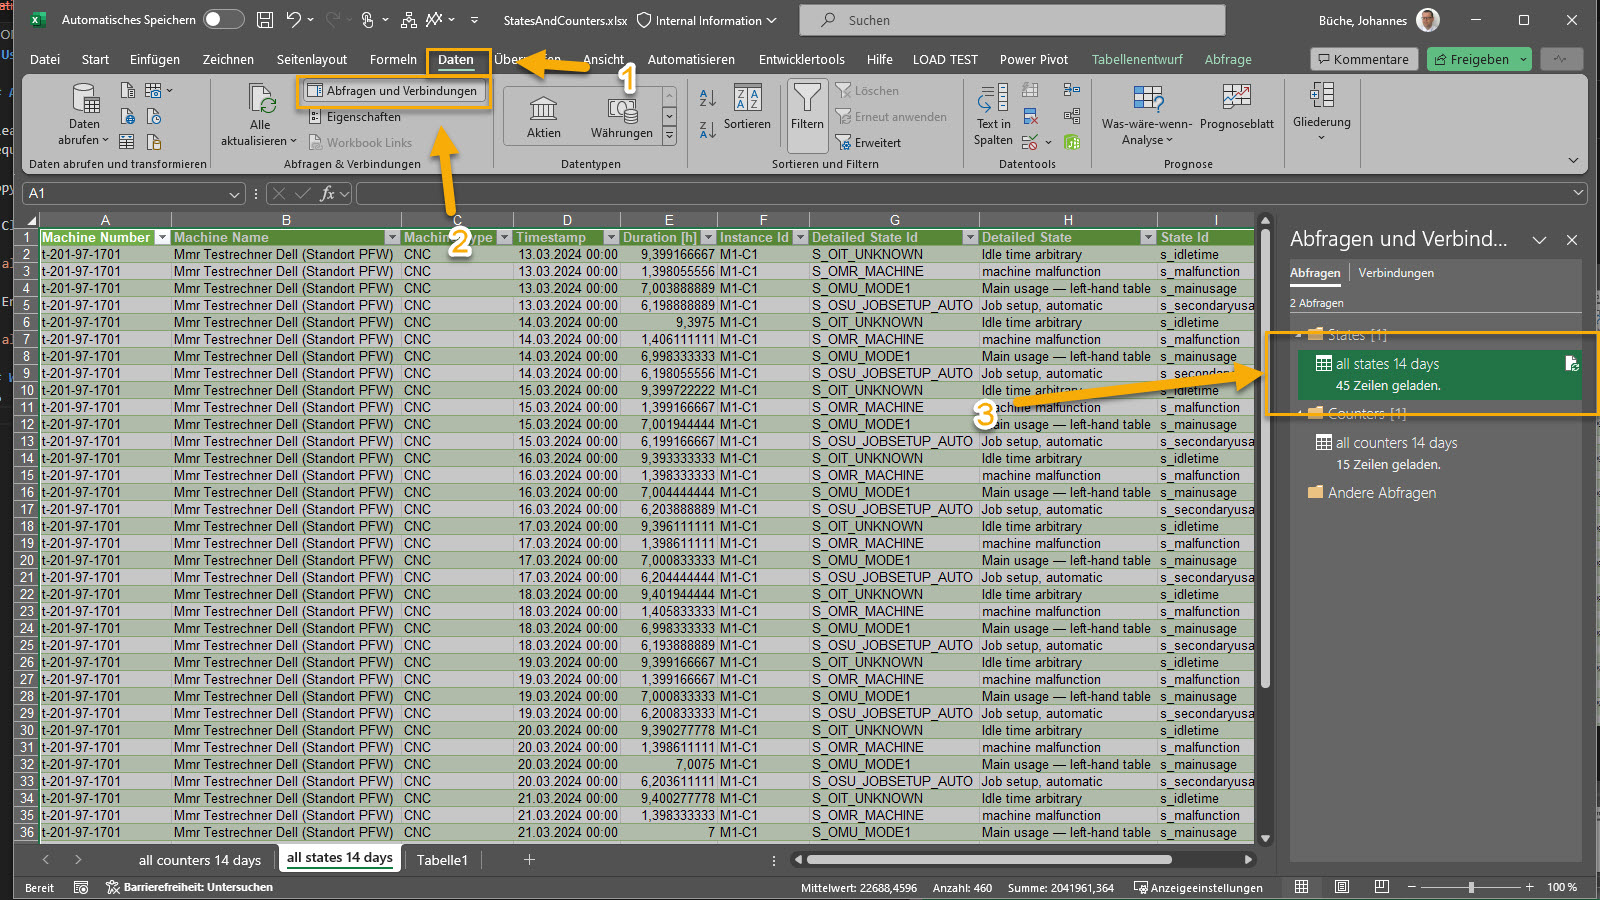 Automatisches Speichern
StatesAndCounters.xlsx
Internal Information
Suchen
Büche, Johannes
Datei Start Einfügen Zeichnen Seitenlayout Formeln Daten Ansicht Automatisieren Entwicklertools Hilfe LOAD TEST Power Pivot Tabellenentwurf Abfrage
Kommentare
Freigeben
1
Daten abrufen
Daten abrufen und transformieren
Alle aktualisieren
Abfragen und Verbindungen
Eigenschaften
Workbook Links
Abfragen & Verbindungen
Aktien
Währungen
Datentypen
Sortieren
Filtern
Löschen
Erneut anwenden
Erweitert
Sortieren und Filtern
Text in Spalten
Datentools
Was-wäre-wenn-Analyse
Prognoseblatt
Prognose
Gliederung
A1
fx
A B C D E F G H I
2
1 Machine Number Machine Name Timestamp Duration [h] Instance Id Detailed State Id Detailed State State Id
2 t-201-97-1701 Mmr Testrechner Dell (Standort PFW) CNC 13.03.2024 00:00 9,399166667 M1-C1 S_OIT_UNKNOWN Idle time arbitrary s_idletime
3 t-201-97-1701 Mmr Testrechner Dell (Standort PFW) CNC 13.03.2024 00:00 1,398055556 M1-C1 S_OMR_MACHINE machine malfunction s_malfunction
4 t-201-97-1701 Mmr Testrechner Dell (Standort PFW) CNC 13.03.2024 00:00 7,003888889 M1-C1 S_OMU_MODE1 Main usage — left-hand table s_mainusage
5 t-201-97-1701 Mmr Testrechner Dell (Standort PFW) CNC 13.03.2024 00:00 6,198888889 M1-C1 S_OSU_JOBSETUP_AUTO Job setup, automatic s_secondaryusa
6 t-201-97-1701 Mmr Testrechner Dell (Standort PFW) CNC 14.03.2024 00:00 9,3975 M1-C1 S_OIT_UNKNOWN Idle time arbitrary s_idletime
7 t-201-97-1701 Mmr Testrechner Dell (Standort PFW) CNC 14.03.2024 00:00 1,406111111 M1-C1 S_OMR_MACHINE machine malfunction s_malfunction
8 t-201-97-1701 Mmr Testrechner Dell (Standort PFW) CNC 14.03.2024 00:00 6,998333333 M1-C1 S_OMU_MODE1 Main usage — left-hand table s_mainusage
9 t-201-97-1701 Mmr Testrechner Dell (Standort PFW) CNC 14.03.2024 00:00 6,198055556 M1-C1 S_OSU_JOBSETUP_AUTO Job setup, automatic s_secondaryusa
10 t-201-97-1701 Mmr Testrechner Dell (Standort PFW) CNC 15.03.2024 00:00 9,399722222 M1-C1 S_OIT_UNKNOWN Idle time arbitrary s_idletime
11 t-201-97-1701 Mmr Testrechner Dell (Standort PFW) CNC 15.03.2024 00:00 1,399166667 M1-C1 S_OMR_MACHINE machine malfunction s_malfunction
12 t-201-97-1701 Mmr Testrechner Dell (Standort PFW) CNC 15.03.2024 00:00 7,001944444 M1-C1 S_OMU_MODE1 Main usage — left-hand table s_mainusage
13 t-201-97-1701 Mmr Testrechner Dell (Standort PFW) CNC 15.03.2024 00:00 6,199166667 M1-C1 S_OSU_JOBSETUP_AUTO Job setup, automatic s_secondaryusa
14 t-201-97-1701 Mmr Testrechner Dell (Standort PFW) CNC 16.03.2024 00:00 9,393333333 M1-C1 S_OIT_UNKNOWN Idle time arbitrary s_idletime
15 t-201-97-1701 Mmr Testrechner Dell (Standort PFW) CNC 16.03.2024 00:00 1,398333333 M1-C1 S_OMR_MACHINE machine malfunction s_malfunction
16 t-201-97-1701 Mmr Testrechner Dell (Standort PFW) CNC 16.03.2024 00:00 7,004444444 M1-C1 S_OMU_MODE1 Main usage — left-hand table s_mainusage
17 t-201-97-1701 Mmr Testrechner Dell (Standort PFW) CNC 16.03.2024 00:00 6,203888889 M1-C1 S_OSU_JOBSETUP_AUTO Job setup, automatic s_secondaryusa
18 t-201-97-1701 Mmr Testrechner Dell (Standort PFW) CNC 17.03.2024 00:00 9,396111111 M1-C1 S_OIT_UNKNOWN Idle time arbitrary s_idletime
19 t-201-97-1701 Mmr Testrechner Dell (Standort PFW) CNC 17.03.2024 00:00 1,398611111 M1-C1 S_OMR_MACHINE machine malfunction s_malfunction
20 t-201-97-1701 Mmr Testrechner Dell (Standort PFW) CNC 17.03.2024 00:00 7,000833333 M1-C1 S_OMU_MODE1 Main usage — left-hand table s_mainusage
21 t-201-97-1701 Mmr Testrechner Dell (Standort PFW) CNC 17.03.2024 00:00 6,204444444 M1-C1 S_OSU_JOBSETUP_AUTO Job setup, automatic s_secondaryusa
22 t-201-97-1701 Mmr Testrechner Dell (Standort PFW) CNC 18.03.2024 00:00 9,401944444 M1-C1 S_OIT_UNKNOWN Idle time arbitrary s_idletime
23 t-201-97-1701 Mmr Testrechner Dell (Standort PFW) CNC 18.03.2024 00:00 1,405833333 M1-C1 S_OMR_MACHINE machine malfunction s_malfunction
24 t-201-97-1701 Mmr Testrechner Dell (Standort PFW) CNC 18.03.2024 00:00 6,998333333 M1-C1 S_OMU_MODE1 Main usage — left-hand table s_mainusage
25 t-201-97-1701 Mmr Testrechner Dell (Standort PFW) CNC 18.03.2024 00:00 6,193888889 M1-C1 S_OSU_JOBSETUP_AUTO Job setup, automatic s_secondaryusa
26 t-201-97-1701 Mmr Testrechner Dell (Standort PFW) CNC 19.03.2024 00:00 9,399166667 M1-C1 S_OIT_UNKNOWN Idle time arbitrary s_idletime
27 t-201-97-1701 Mmr Testrechner Dell (Standort PFW) CNC 19.03.2024 00:00 1,399166667 M1-C1 S_OMR_MACHINE machine malfunction s_malfunction
28 t-201-97-1701 Mmr Testrechner Dell (Standort PFW) CNC 19.03.2024 00:00 7,000833333 M1-C1 S_OMU_MODE1 Main usage — left-hand table s_mainusage
29 t-201-97-1701 Mmr Testrechner Dell (Standort PFW) CNC 19.03.2024 00:00 6,200833333 M1-C1 S_OSU_JOBSETUP_AUTO Job setup, automatic s_secondaryusa
30 t-201-97-1701 Mmr Testrechner Dell (Standort PFW) CNC 20.03.2024 00:00 9,390277778 M1-C1 S_OIT_UNKNOWN Idle time arbitrary s_idletime
31 t-201-97-1701 Mmr Testrechner Dell (Standort PFW) CNC 20.03.2024 00:00 1,398611111 M1-C1 S_OMR_MACHINE machine malfunction s_malfunction
32 t-201-97-1701 Mmr Testrechner Dell (Standort PFW) CNC 20.03.2024 00:00 7,0075 M1-C1 S_OMU_MODE1 Main usage — left-hand table s_mainusage
33 t-201-97-1701 Mmr Testrechner Dell (Standort PFW) CNC 20.03.2024 00:00 6,203611111 M1-C1 S_OSU_JOBSETUP_AUTO Job setup, automatic s_secondaryusa
34 t-201-97-1701 Mmr Testrechner Dell (Standort PFW) CNC 21.03.2024 00:00 9,400277778 M1-C1 S_OIT_UNKNOWN Idle time arbitrary s_idletime
35 t-201-97-1701 Mmr Testrechner Dell (Standort PFW) CNC 21.03.2024 00:00 1,398333333 M1-C1 S_OMR_MACHINE machine malfunction s_malfunction
36 t-201-97-1701 Mmr Testrechner Dell (Standort PFW) CNC 21.03.2024 00:00 7 M1-C1 S_OMU_MODE1 Main usage — left-hand table s_mainusage
3
Abfragen und Verbind...
Abfragen Verbindungen
2 Abfragen
States [1]
all states 14 days
45 Zeilen geladen.
Counters [1]
all counters 14 days
15 Zeilen geladen.
Andere Abfragen
all counters 14 days all states 14 days Tabelle1
Bereit Barrierefreiheit: Untersuchen Mittelwert: 22688,4596 Anzahl: 460 Summe: 2041961,364 Anzeigeeinstellungen 100 %